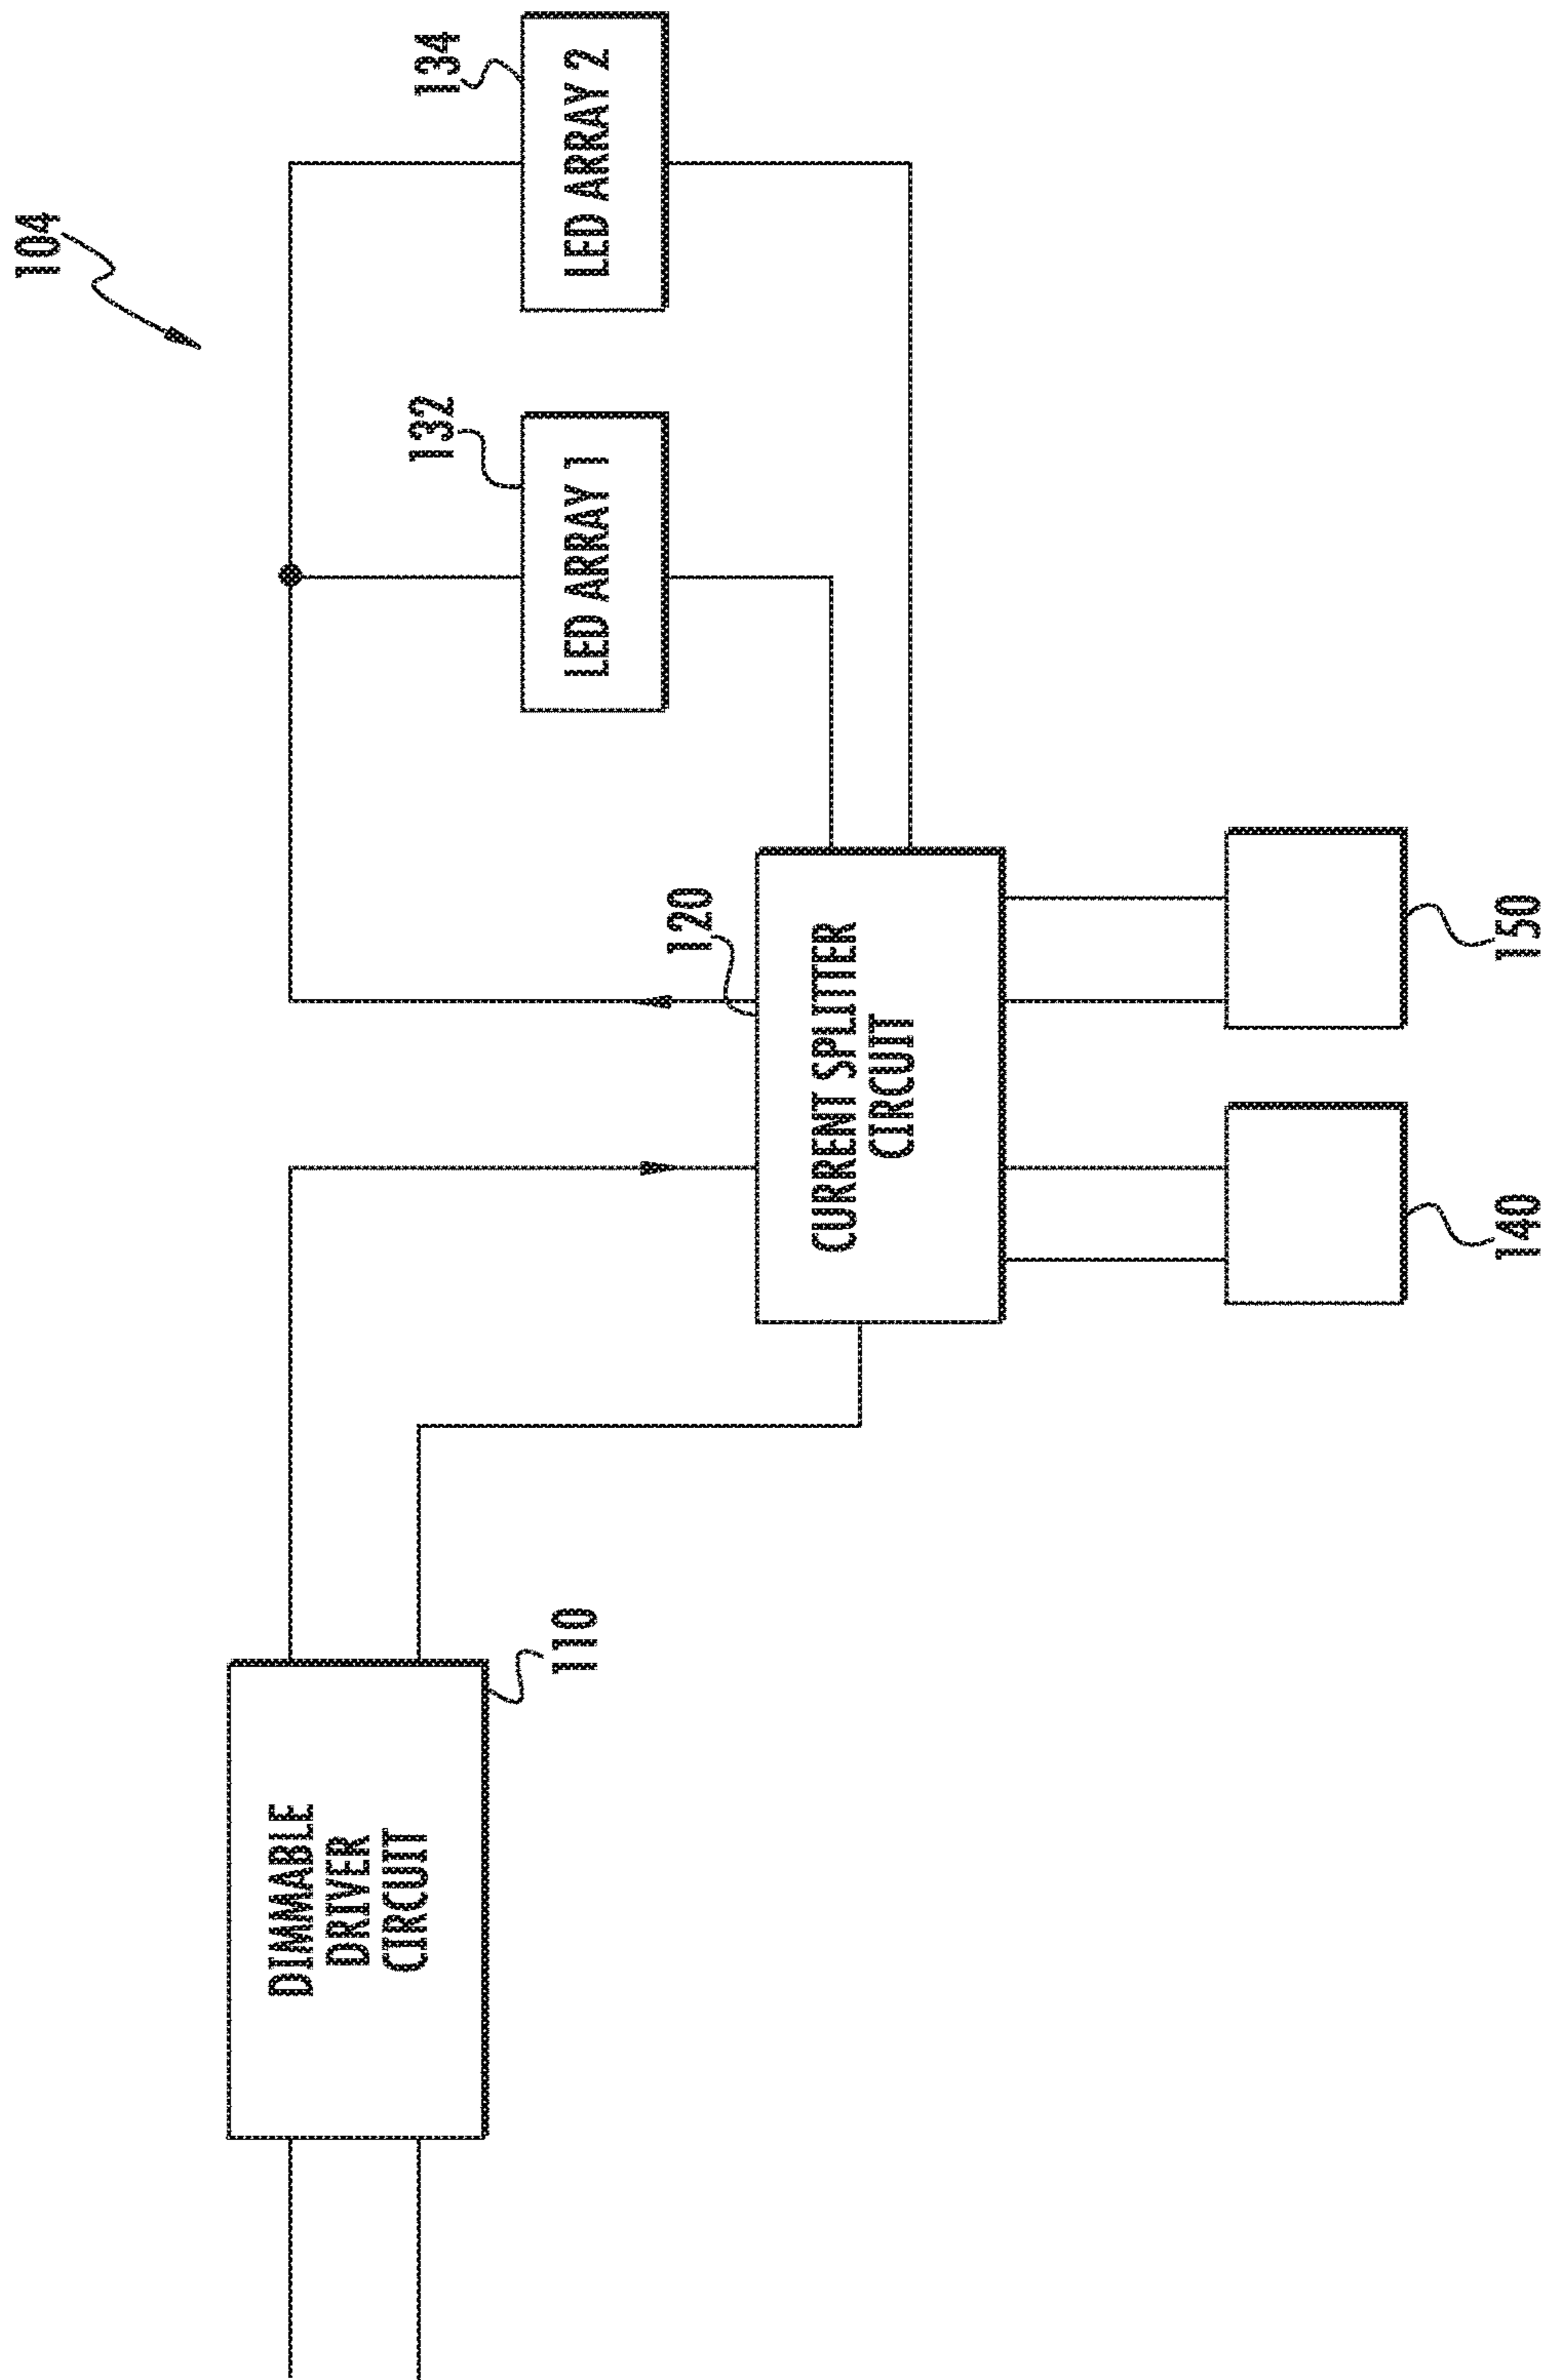 104
134
LED ARRAY 2
132
LED ARRAY 1
120
CURRENT SPLITTER
CIRCUIT
150
140
110
DIMMABLE
DRIVER
CIRCUIT